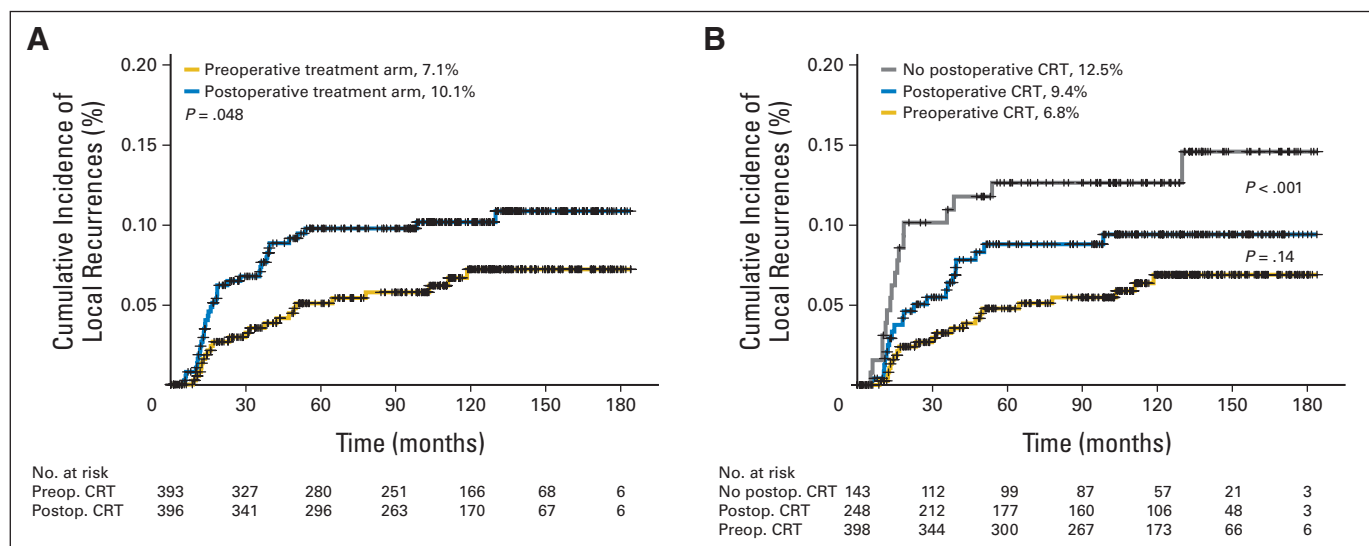 A
Cumulative Incidence of
Local Recurrences (%)
0.20
0.15
0.10
0.05
Preoperative treatment arm, 7.1%
Postoperative treatment arm, 10.1%
P = .048
0 30 60 90 120 150 180
Time (months)
No. at risk
Preop. CRT 393 327 280 251 166 68 6
Postop. CRT 396 341 296 263 170 67 6
B
Cumulative Incidence of
Local Recurrences (%)
0.20
0.15
0.10
0.05
No postoperative CRT, 12.5%
Postoperative CRT, 9.4%
Preoperative CRT, 6.8%
P < .001
P = .14
0 30 60 90 120 150 180
Time (months)
No. at risk
No postop. CRT 143 112 99 87 57 21 3
Postop. CRT 248 212 177 160 106 48 3
Preop. CRT 398 344 300 267 173 66 6